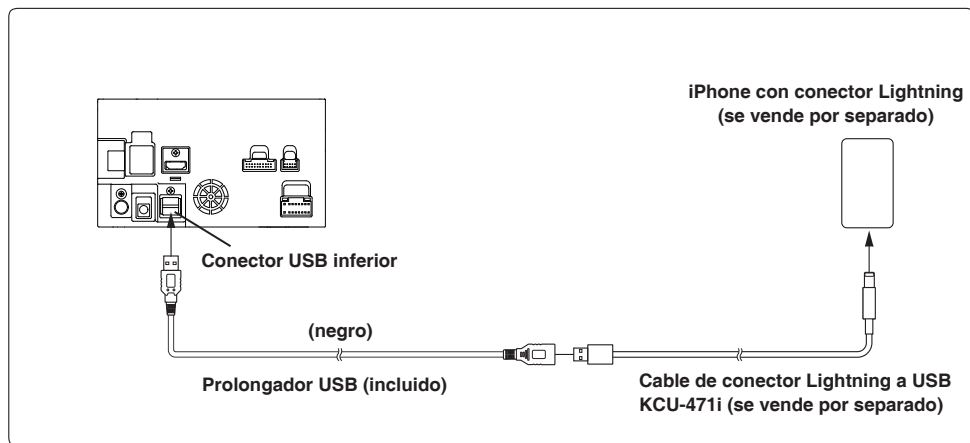 iPhone con conector Lightning
(se vende por separado)
Conector USB inferior
(negro)
Prolongador USB (incluido)
Cable de conector Lightning a USB
KCU-471i (se vende por separado)